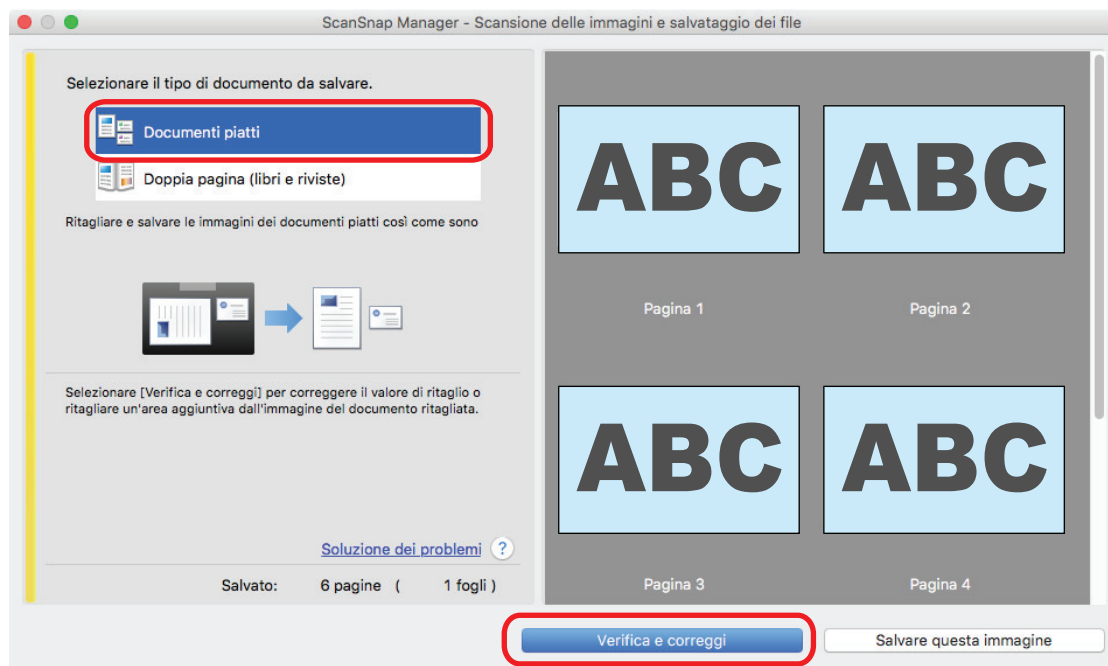 ScanSnap Manager - Scansione delle immagini e salvataggio dei file
Selezionare il tipo di documento da salvare.
Documenti piatti
Doppia pagina (libri e riviste)
Ritagliare e salvare le immagini dei documenti piatti così come sono
Selezionare [Verifica e correggi] per correggere il valore di ritaglio o
ritagliare un'area aggiuntiva dall'immagine del documento ritagliata.
Soluzione dei problemi ?
Salvato: 6 pagine ( 1 fogli )
ABC ABC
Pagina 1 Pagina 2
ABC ABC
Pagina 3 Pagina 4
Verifica e correggi Salvare questa immagine